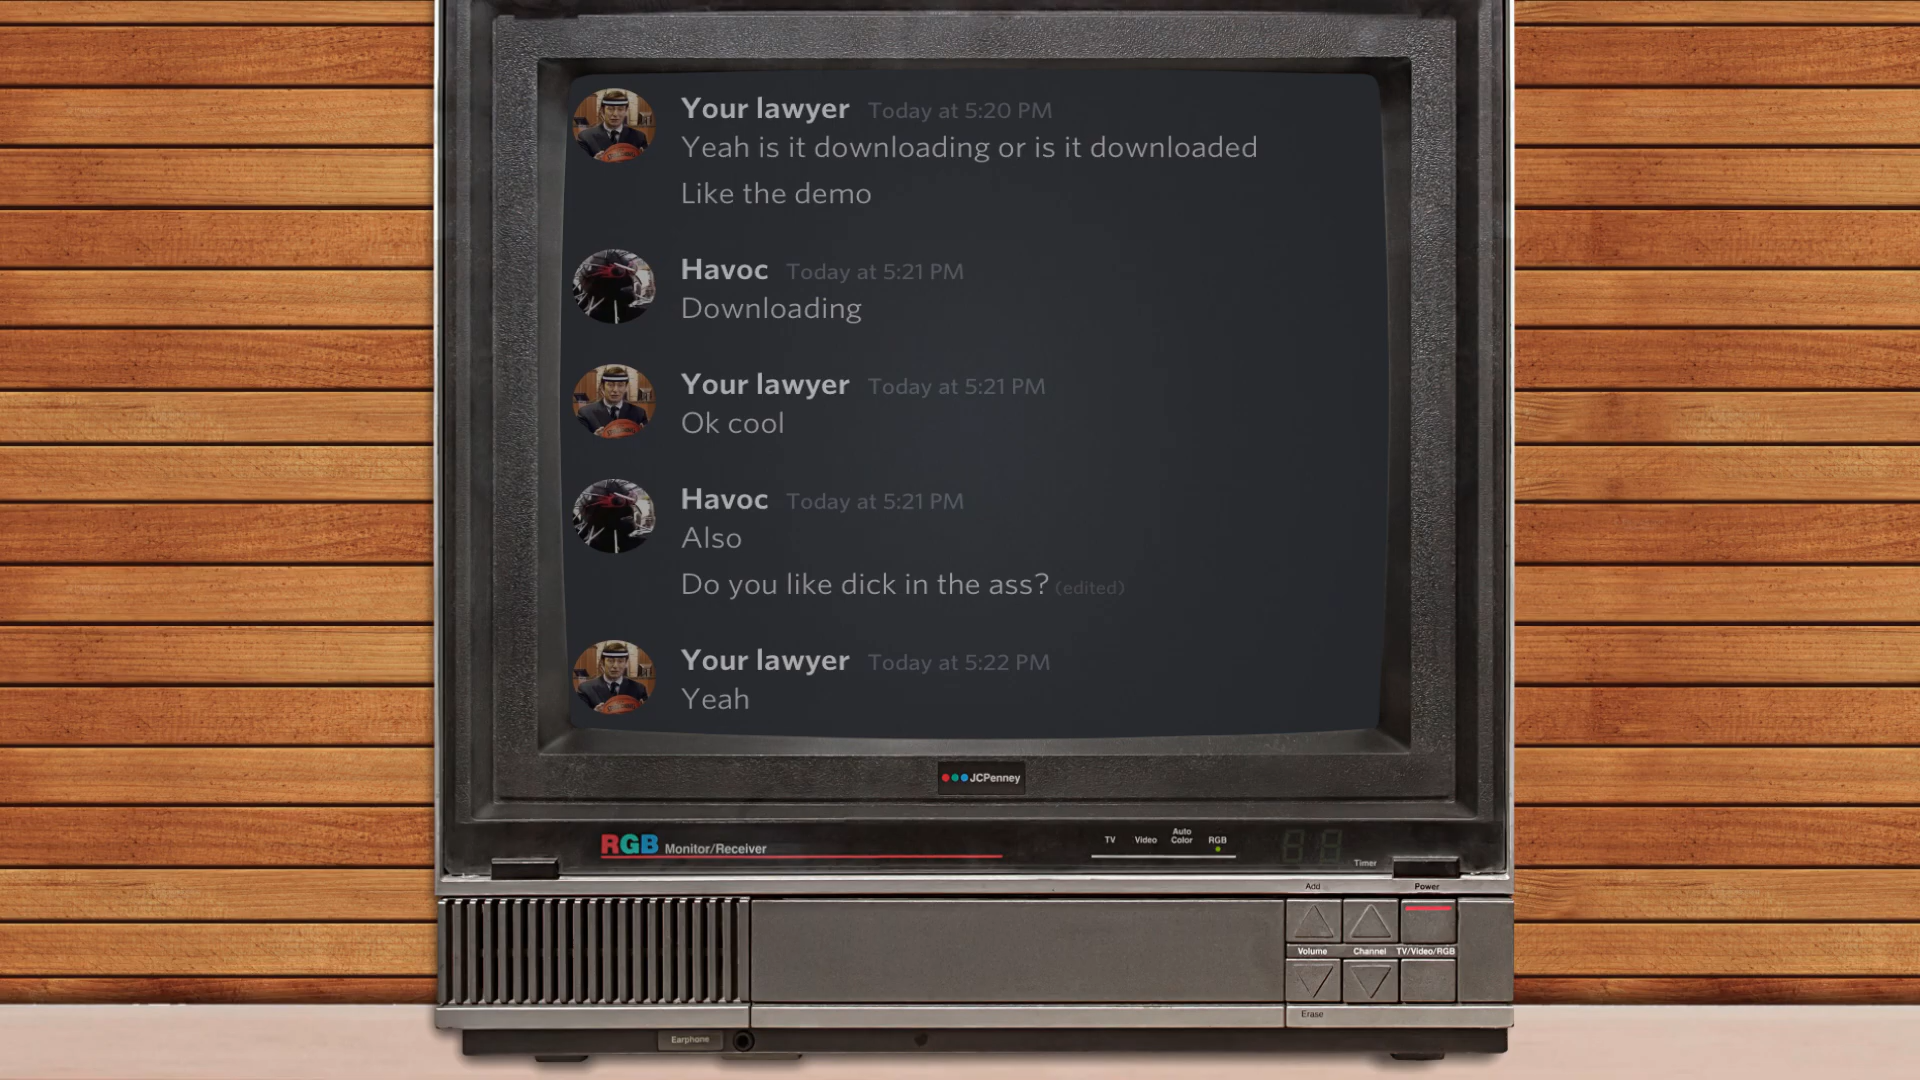 Your lawyer Today at 5:20 PM
Yeah is it downloading or is it downloaded
Like the demo
Havoc Today at 5:21 PM
Downloading
Your lawyer Today at 5:21 PM
Ok cool
Havoc Today at 5:21 PM
Also
Do you like dick in the ass? (edited)
Your lawyer Today at 5:22 PM
Yeah
JCPenney
RGB Monitor/Receiver
TV Video Auto Color RGB
Timer
Add Power
Volume Channel TV/Video/RGB
Erase
Earphone